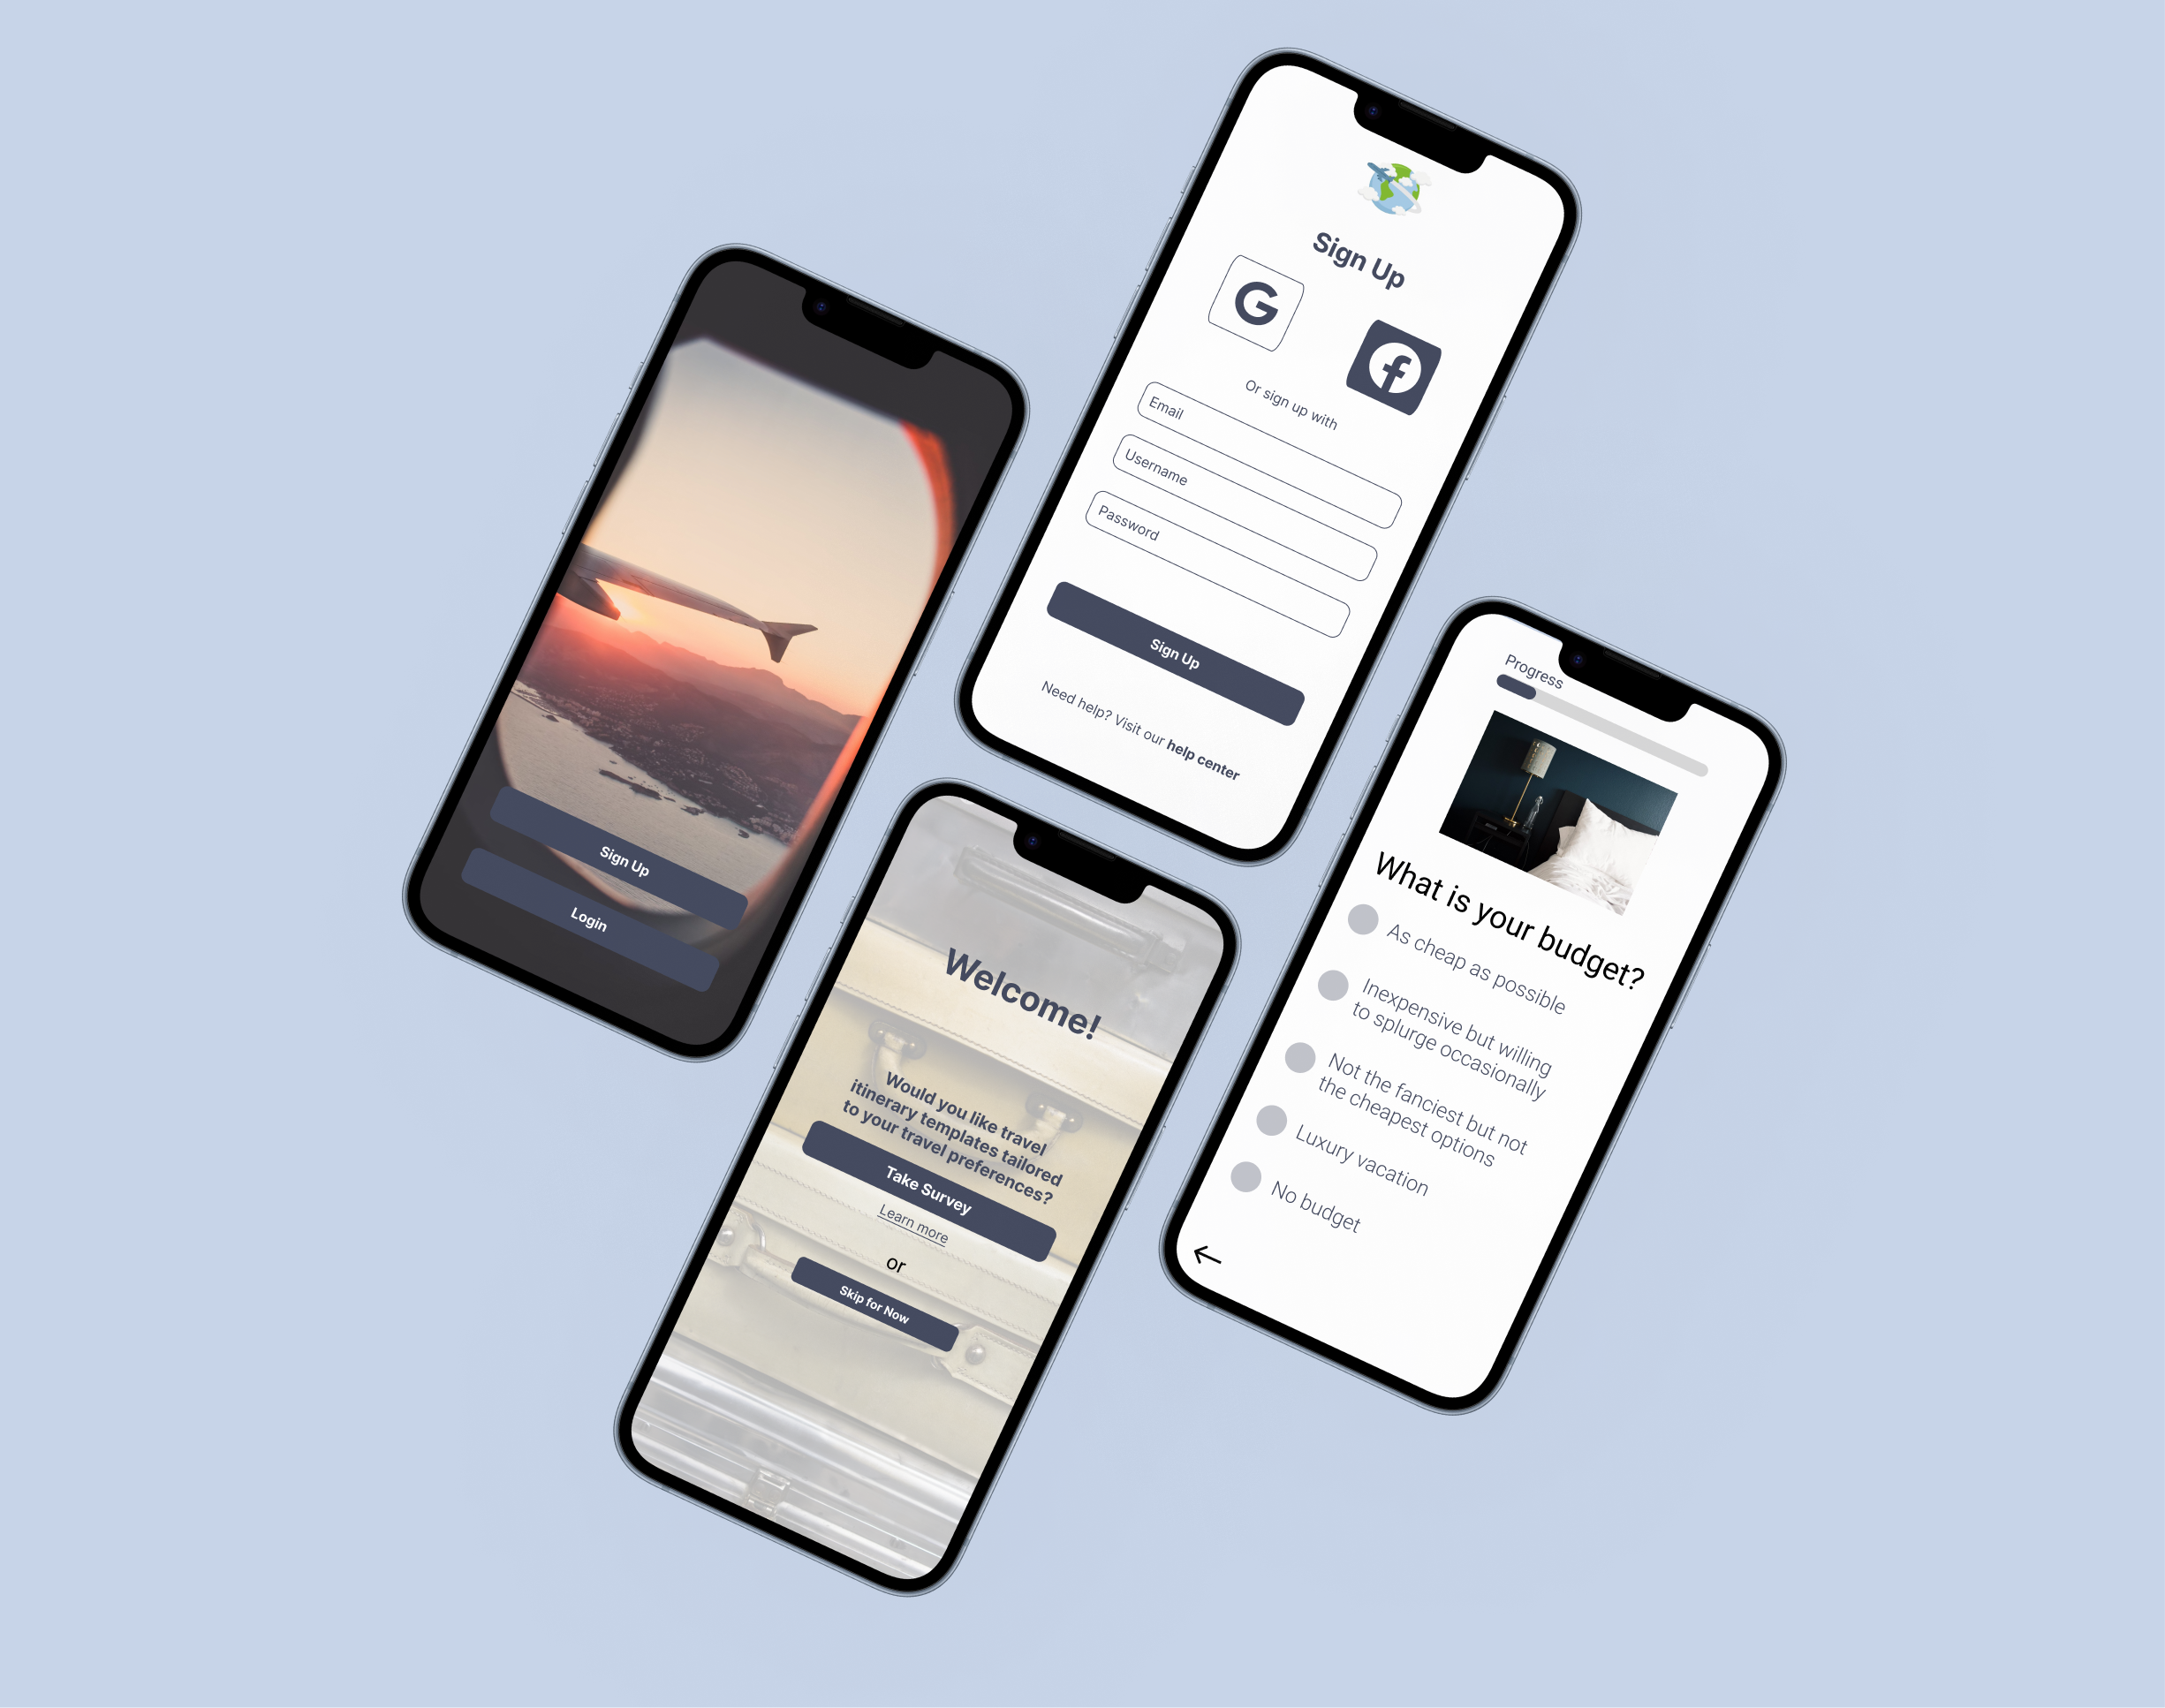 Sign Up
Login
Sign Up
G
f
Or sign up with
Email
Username
Password
Sign Up
Need help? Visit our help center
Welcome!
Would you like travel
itinerary templates tailored
to your travel preferences?
Take Survey
Learn more
or
Skip for Now
Progress
What is your budget?
As cheap as possible
Inexpensive but willing
to splurge occasionally
Not the fanciest but not
the cheapest options
Luxury vacation
No budget